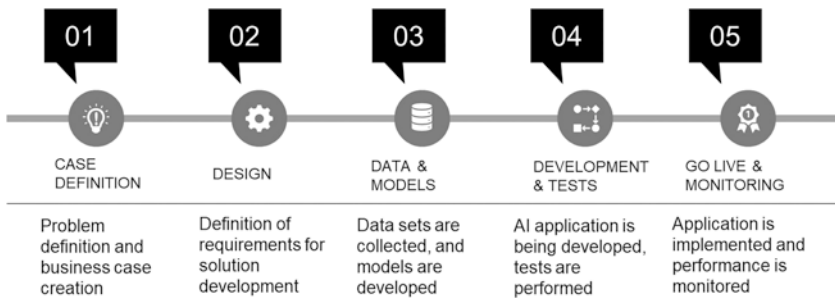 01
02
03
04
05
CASE
DEFINITION
DESIGN
DATA &
MODELS
DEVELOPMENT
& TESTS
GO LIVE &
MONITORING
Problem
definition and
business case
creation
Definition of
requirements for
solution
development
Data sets are
collected, and
models are
developed
AI application is
being developed,
tests are
performed
Application is
implemented and
performance is
monitored